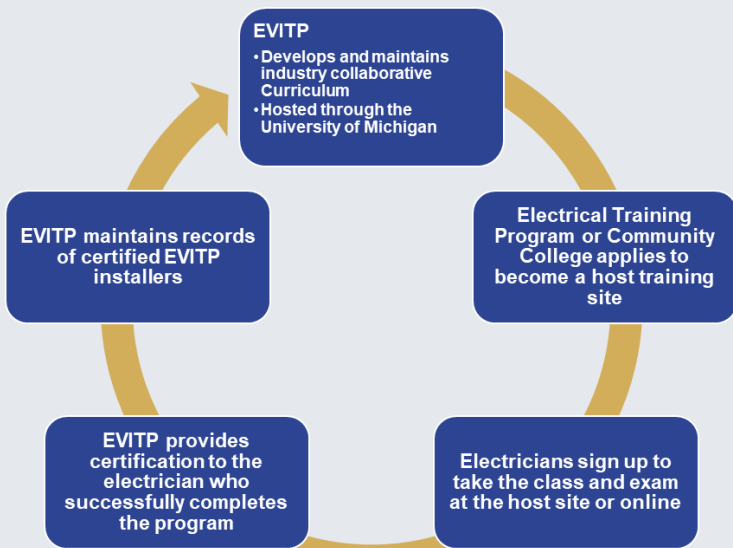 EVITP
• Develops and maintains
industry collaborative
Curriculum
• Hosted through the
University of Michigan
Electrical Training
Program or Community
College applies to
become a host training
site
Electricians sign up to
take the class and exam
at the host site or online
EVITP provides
certification to the
electrician who
successfully completes
the program
EVITP maintains records
of certified EVITP
installers